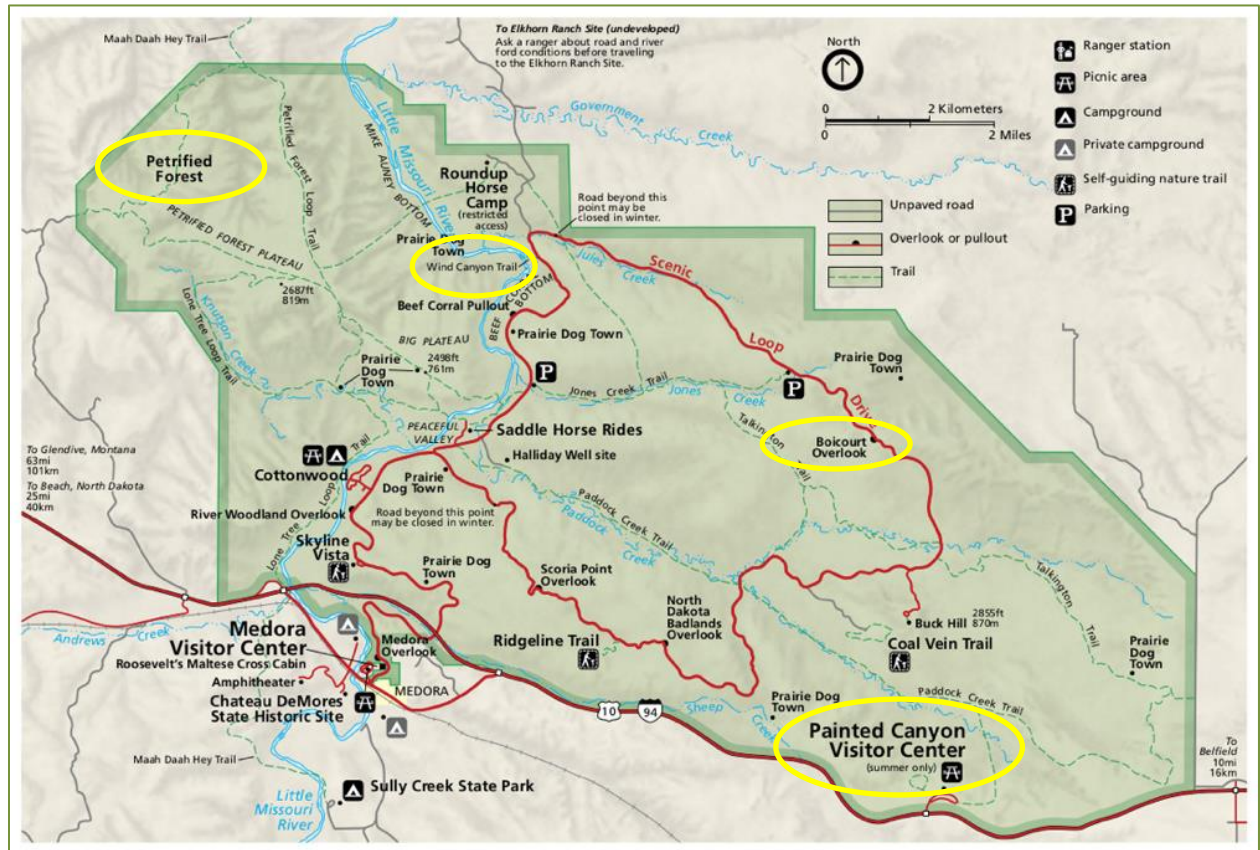 Maah Daah Hey Trail
To Elkhorn Ranch Site (undeveloped)
Ask a ranger about road and river
ford conditions before traveling
to the Elkhorn Ranch Site.
North
0 2 Kilometers
0 2 Miles
Ranger station
Picnic area
Campground
Private campground
Self-guiding nature trail
P
Parking
Unpaved road
Overlook or pullout
Trail
Government
Creek
Little
Missouri
River
MIKE AUNEY
BOTTOM
Petrified Forest Loop Trail
Petrified
Forest
PETRIFIED FOREST PLATEAU
2687ft
819m
Roundup
Horse
Camp
(restricted
access)
Road beyond this
point may be
closed in winter.
Prairie Dog
Town
Wind Canyon Trail
Jules
Creek
Scenic
Loop
Drive
BEEF CORRAL
BOTTOM
Beef Corral Pullout
Prairie Dog Town
Knutson Creek
Lone Tree Loop Trail
BIG PLATEAU
2498ft
761m
Prairie
Dog
Town
P
Jones Creek Trail
Jones
Creek
P
Prairie Dog
Town
Talkington
Trail
Boicourt
Overlook
PEACEFUL
VALLEY
Saddle Horse Rides
Halliday Well site
To Glendive, Montana
63mi
101km
To Beach, North Dakota
25mi
40km
Cottonwood
Lone Tree Loop Trail
Prairie
Dog Town
River Woodland Overlook
Road beyond this point
may be closed in winter.
Paddock Creek Trail
Paddock
Creek
Skyline
Vista
Prairie Dog
Town
Scoria Point
Overlook
North
Dakota
Badlands
Overlook
Talkington
Trail
Buck Hill
2855ft
870m
Coal Vein Trail
Prairie
Dog
Town
Andrews Creek
Medora
Visitor Center
Roosevelt's Maltese Cross Cabin
Medora
Overlook
Ridgeline Trail
Amphitheater
MEDORA
Chateau DeMores
State Historic Site
10
94
Sheep
Creek
Prairie Dog
Town
Paddock Creek Trail
Painted Canyon
Visitor Center
(summer only)
To
Belfield
10mi
16km
Maah Daah Hey Trail
Little
Missouri
River
Sully Creek State Park